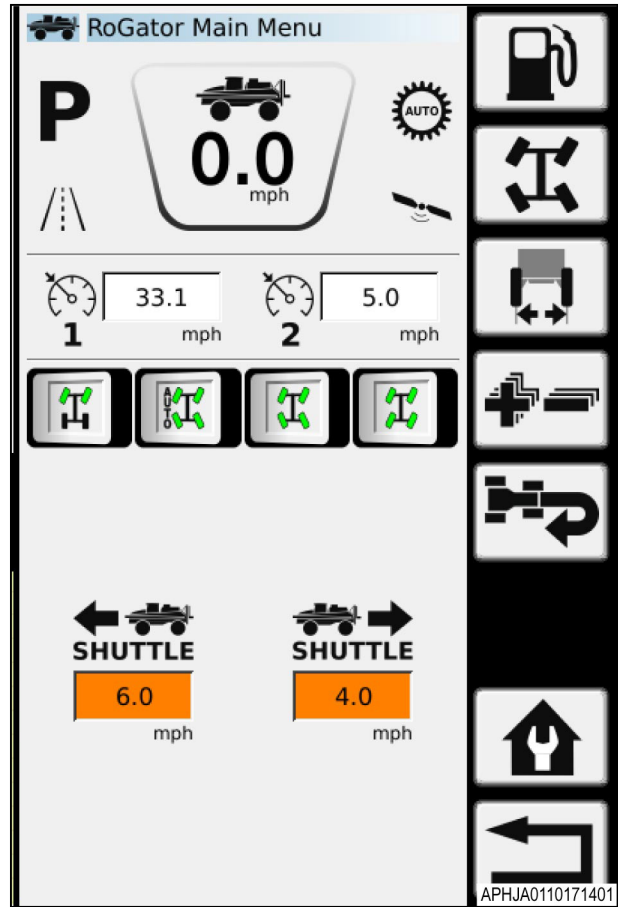 RoGator Main Menu
P
AUTO
0.0
mph
33.1
5.0
1
mph
2
mph
AUTO
SHUTTLE
SHUTTLE
6.0
4.0
mph
mph
APHJA0110171401